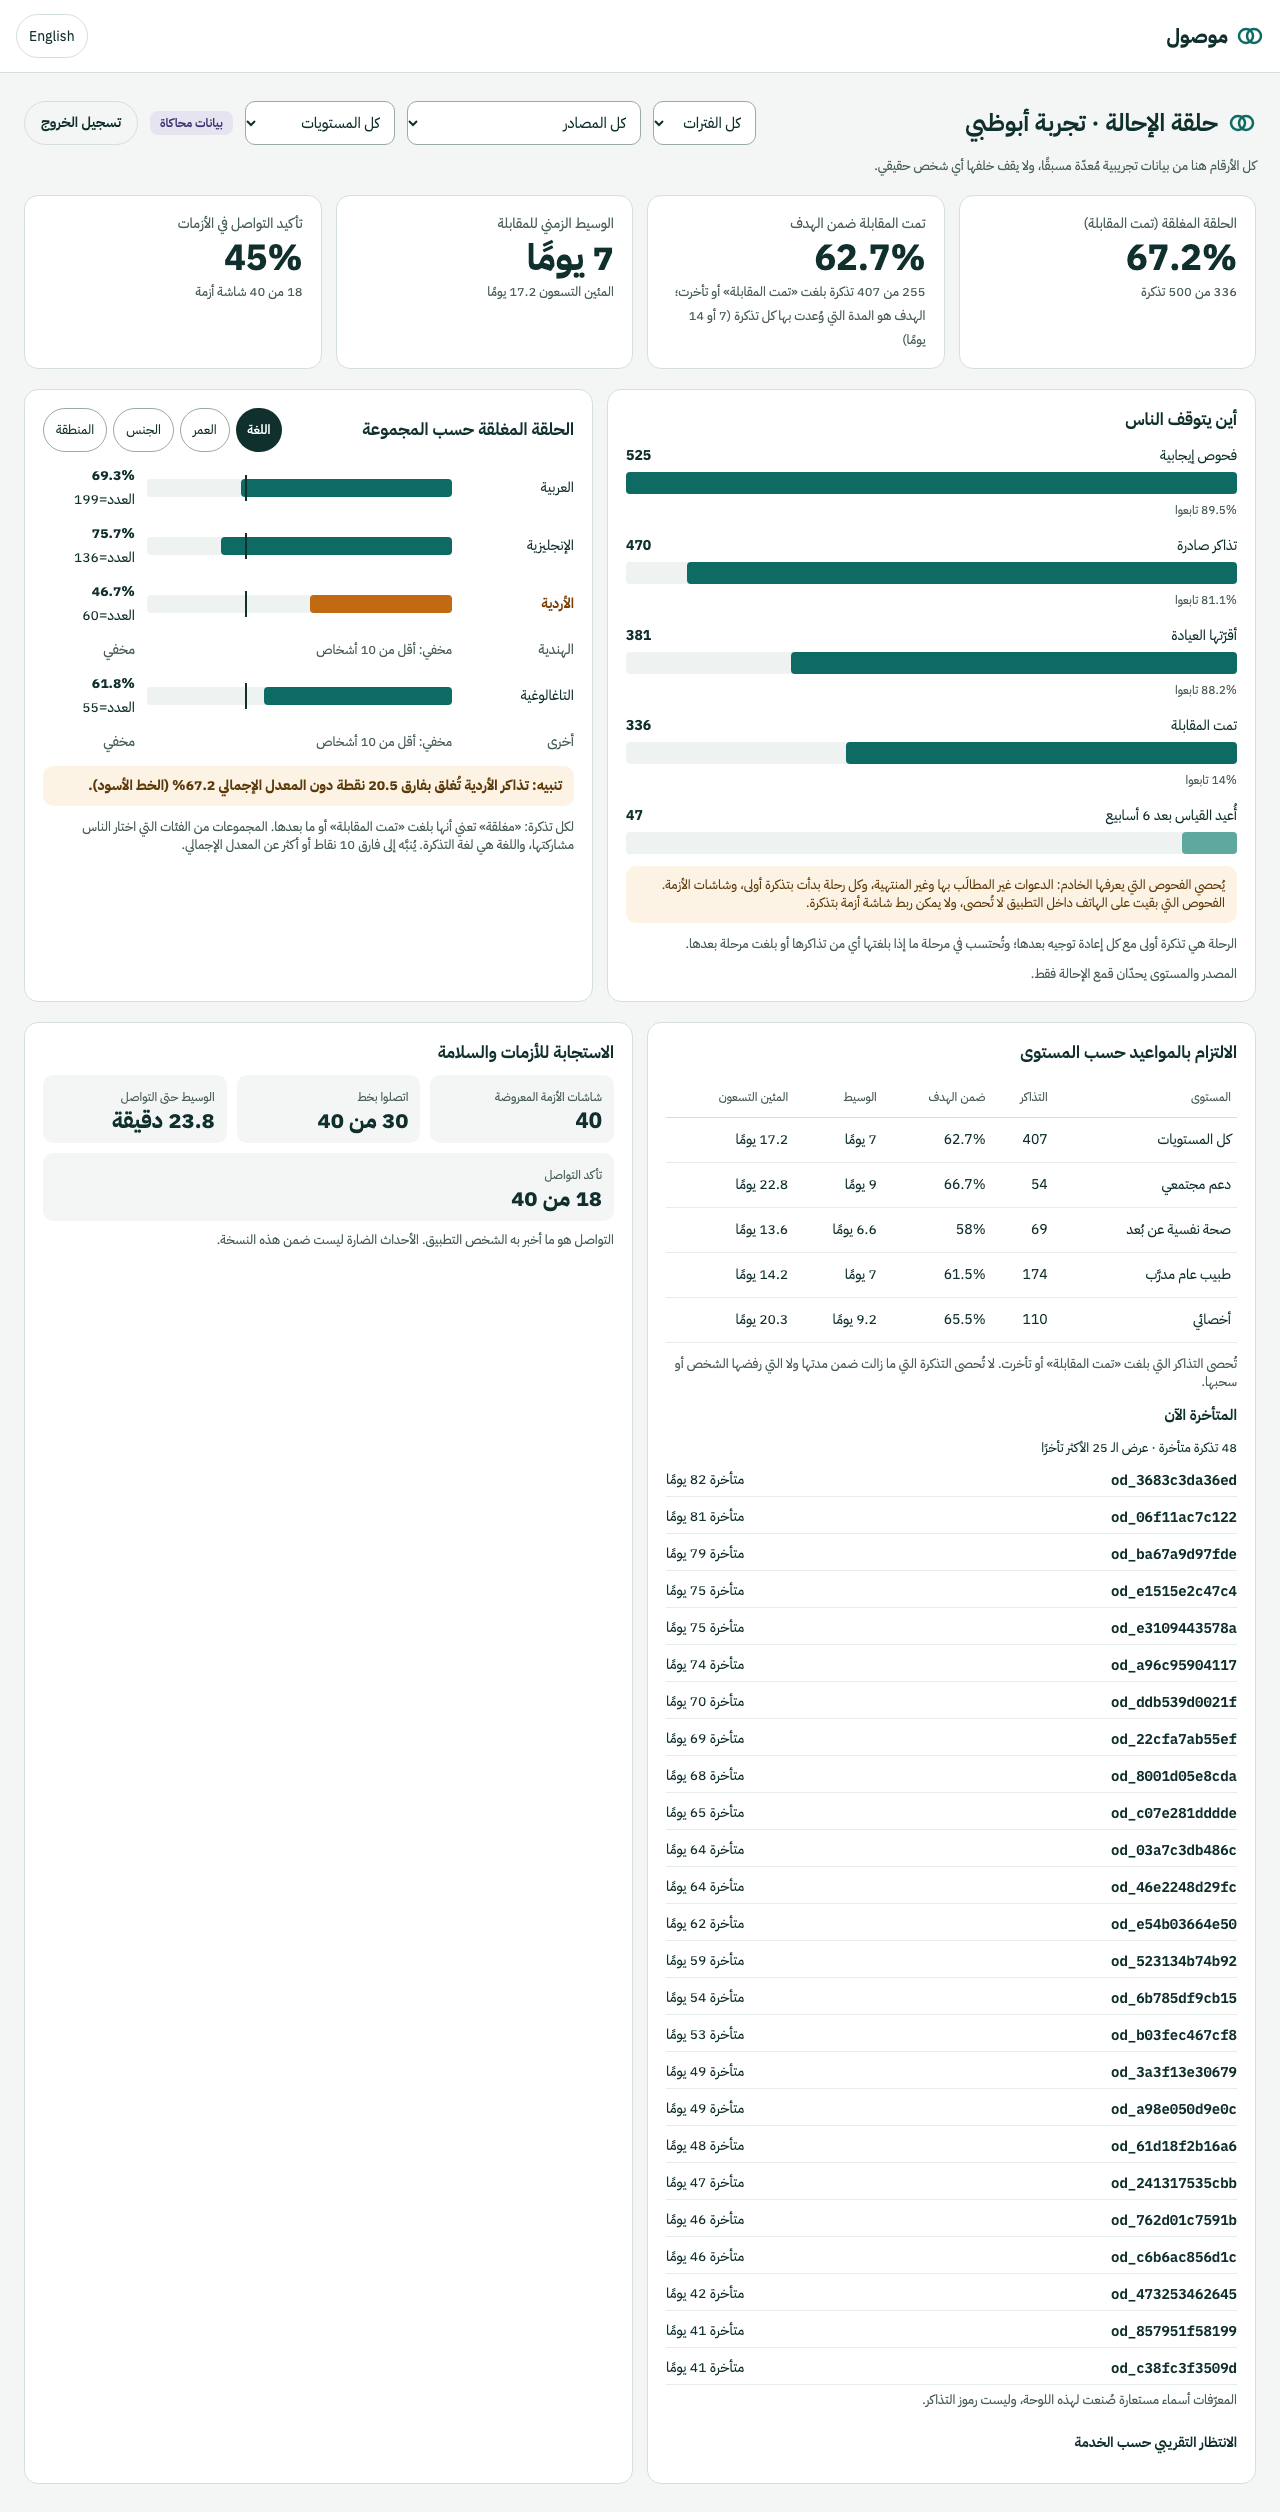 موصول
English
حلقة الإحالة · تجربة أبوظبي
كل الفترات
كل المصادر
كل المستويات
بيانات محاكاة
تسجيل الخروج
كل الأرقام هنا من بيانات تجريبية مُعدّة مسبقًا، ولا يقف خلفها أي شخص حقيقي.
الحلقة المغلقة (تمت المقابلة)
67.2%
336 من 500 تذكرة
تمت المقابلة ضمن الهدف
62.7%
255 من 407 تذكرة بلغت «تمت المقابلة» أو تأخرت؛
الهدف هو المدة التي وُعدت بها كل تذكرة (7 أو 14
يومًا)
الوسيط الزمني للمقابلة
7 يومًا
المئين التسعون 17.2 يومًا
تأكيد التواصل في الأزمات
45%
18 من 40 شاشة أزمة
أين يتوقف الناس
فحوص إيجابية
525
89.5% تابعوا
تذاكر صادرة
470
81.1% تابعوا
أقرّتها العيادة
381
88.2% تابعوا
تمت المقابلة
336
14% تابعوا
أُعيد القياس بعد 6 أسابيع
47
يُحصي الفحوص التي يعرفها الخادم: الدعوات غير المطالَب بها وغير المنتهية، وكل رحلة بدأت بتذكرة أولى، وشاشات الأزمة.
الفحوص التي بقيت على الهاتف داخل التطبيق لا تُحصى، ولا يمكن ربط شاشة أزمة بتذكرة.
الرحلة هي تذكرة أولى مع كل إعادة توجيه بعدها؛ وتُحتسب في مرحلة ما إذا بلغتها أي من تذاكرها أو بلغت مرحلة بعدها.
المصدر والمستوى يحدّان قمع الإحالة فقط.
الحلقة المغلقة حسب المجموعة
اللغة
العمر
الجنس
المنطقة
العربية
69.3%
العدد=199
الإنجليزية
75.7%
العدد=136
الأردية
46.7%
العدد=60
الهندية
مخفي: أقل من 10 أشخاص
مخفي
التاغالوغية
61.8%
العدد=55
أخرى
مخفي: أقل من 10 أشخاص
مخفي
تنبيه: تذاكر الأردية تُغلق بفارق 20.5 نقطة دون المعدل الإجمالي 67.2% (الخط الأسود).
لكل تذكرة: «مغلقة» تعني أنها بلغت «تمت المقابلة» أو ما بعدها. المجموعات من الفئات التي اختار الناس
مشاركتها، واللغة هي لغة التذكرة. يُنبَّه إلى فارق 10 نقاط أو أكثر عن المعدل الإجمالي.
الالتزام بالمواعيد حسب المستوى
المستوى	التذاكر	ضمن الهدف	الوسيط	المئين التسعون
كل المستويات	407	62.7%	7 يومًا	17.2 يومًا
دعم مجتمعي	54	66.7%	9 يومًا	22.8 يومًا
صحة نفسية عن بُعد	69	58%	6.6 يومًا	13.6 يومًا
طبيب عام مدرَّب	174	61.5%	7 يومًا	14.2 يومًا
أخصائي	110	65.5%	9.2 يومًا	20.3 يومًا
تُحصى التذاكر التي بلغت «تمت المقابلة» أو تأخرت. لا تُحصى التذكرة التي ما زالت ضمن مدتها ولا التي رفضها الشخص أو
سحبها.
المتأخرة الآن
48 تذكرة متأخرة · عرض الـ 25 الأكثر تأخرًا
od_3683c3da36ed	متأخرة 82 يومًا
od_06f11ac7c122	متأخرة 81 يومًا
od_ba67a9d97fde	متأخرة 79 يومًا
od_e1515e2c47c4	متأخرة 75 يومًا
od_e3109443578a	متأخرة 75 يومًا
od_a96c95904117	متأخرة 74 يومًا
od_ddb539d0021f	متأخرة 70 يومًا
od_22cfa7ab55ef	متأخرة 69 يومًا
od_8001d05e8cda	متأخرة 68 يومًا
od_c07e281dddde	متأخرة 65 يومًا
od_03a7c3db486c	متأخرة 64 يومًا
od_46e2248d29fc	متأخرة 64 يومًا
od_e54b03664e50	متأخرة 62 يومًا
od_523134b74b92	متأخرة 59 يومًا
od_6b785df9cb15	متأخرة 54 يومًا
od_b03fec467cf8	متأخرة 53 يومًا
od_3a3f13e30679	متأخرة 49 يومًا
od_a98e050d9e0c	متأخرة 49 يومًا
od_61d18f2b16a6	متأخرة 48 يومًا
od_241317535cbb	متأخرة 47 يومًا
od_762d01c7591b	متأخرة 46 يومًا
od_c6b6ac856d1c	متأخرة 46 يومًا
od_473253462645	متأخرة 42 يومًا
od_857951f58199	متأخرة 41 يومًا
od_c38fc3f3509d	متأخرة 41 يومًا
المعرّفات أسماء مستعارة صُنعت لهذه اللوحة، وليست رموز التذاكر.
الانتظار التقريبي حسب الخدمة
الاستجابة للأزمات والسلامة
شاشات الأزمة المعروضة
40
اتصلوا بخط
30 من 40
الوسيط حتى التواصل
23.8 دقيقة
تأكد التواصل
18 من 40
التواصل هو ما أخبر به الشخص التطبيق. الأحداث الضارة ليست ضمن هذه النسخة.